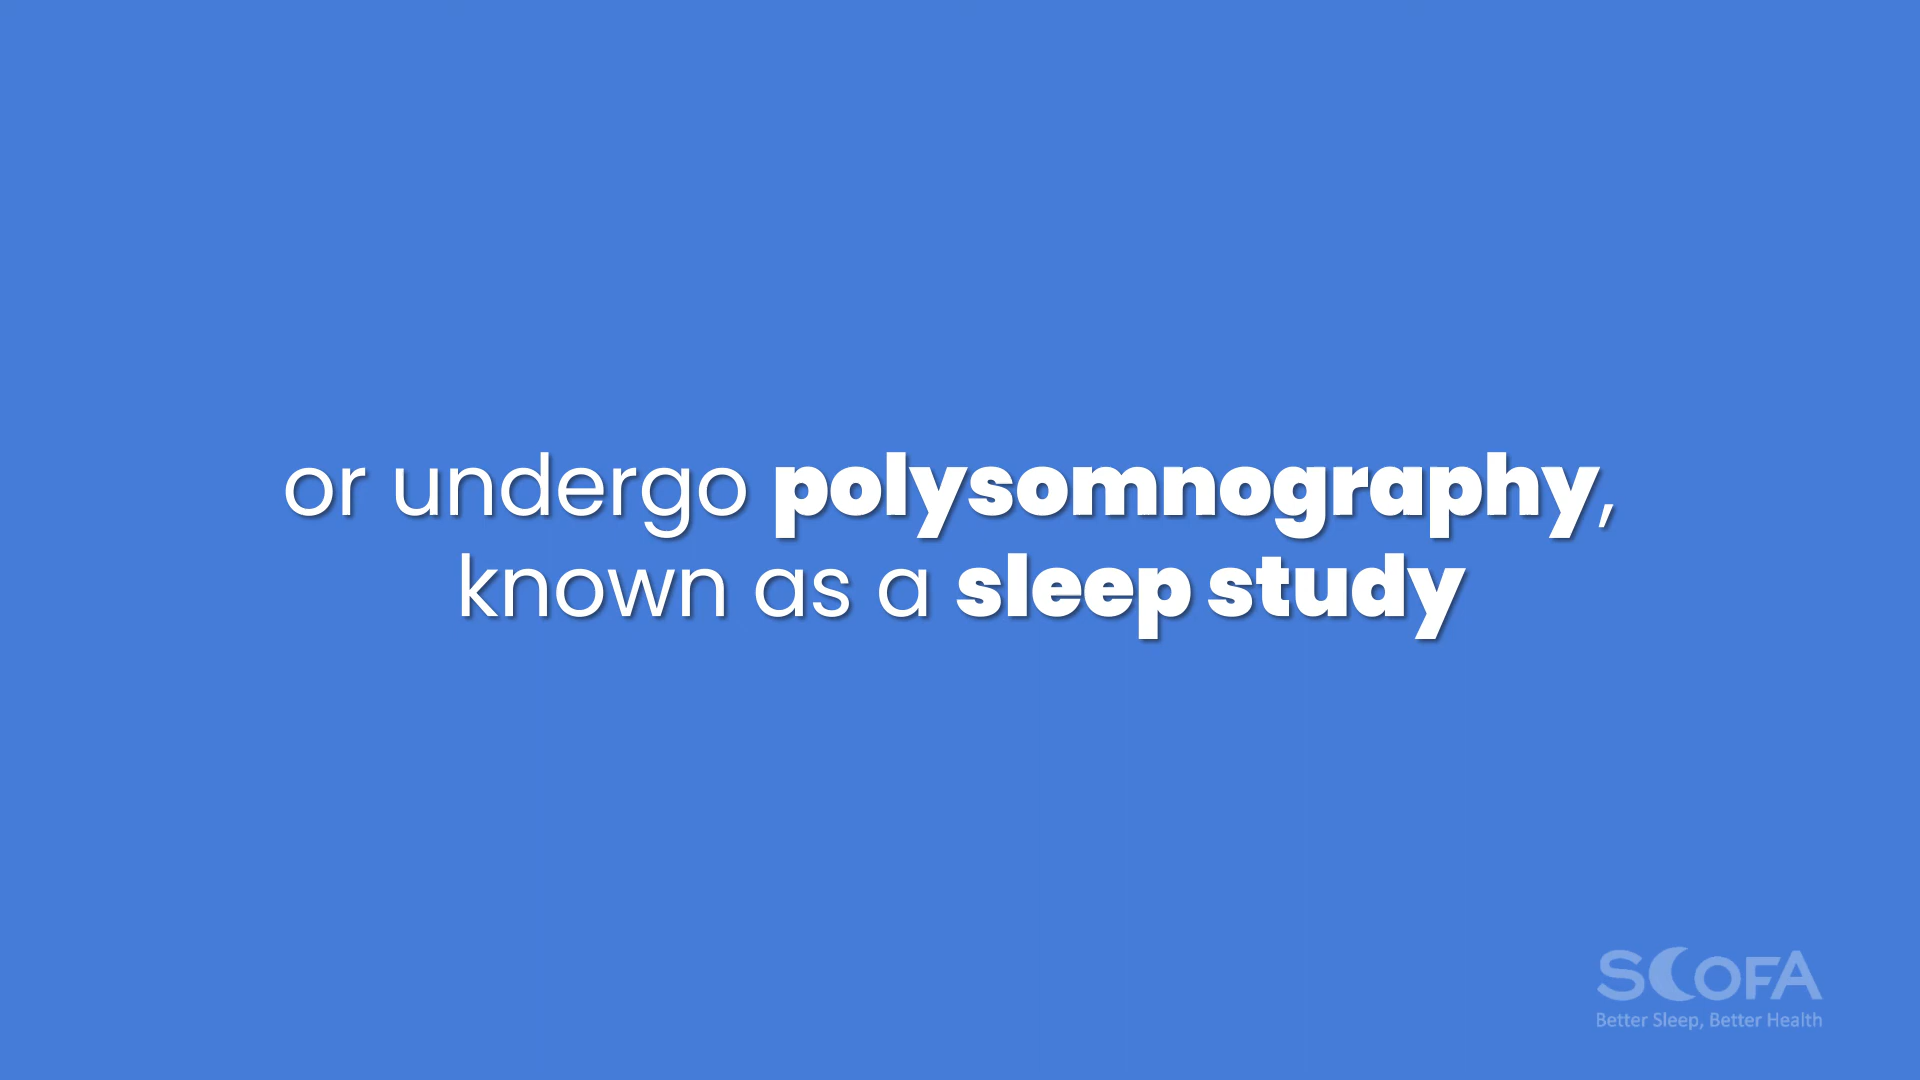 or undergo polysomnography,
known as a sleep study
SCOFA
Better Sleep, Better Health